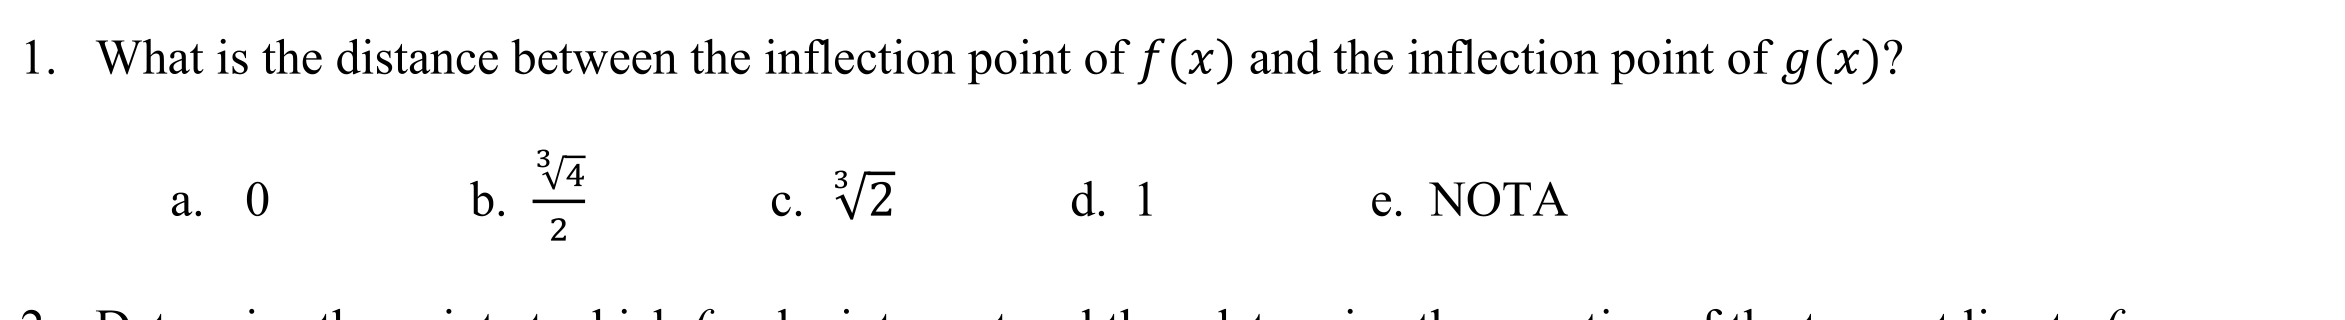 1. What is the distance between the inflection point of f(x) and the inflection point of g(x)?
a. 0 b. ∛4/2 c. ∛2 d. 1 e. NOTA